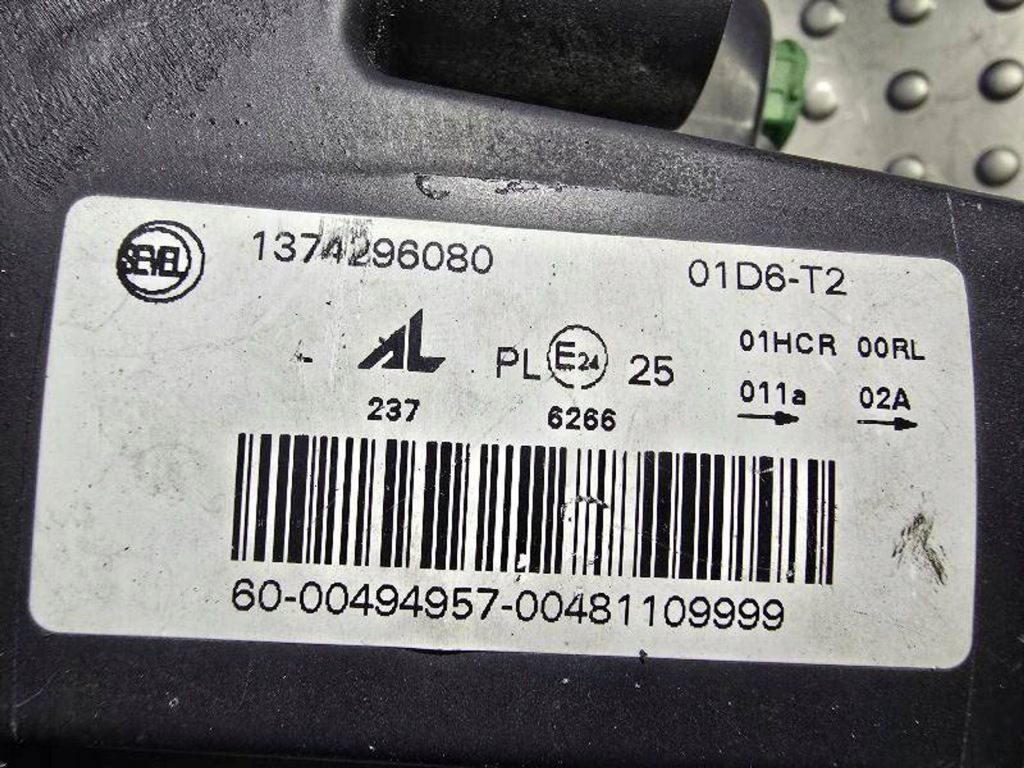 SEVEL 1374296080 01D6-T2
AL PL E24 25 01HCR 00RL
237 6266 011a 02A
60-00494957-00481109999